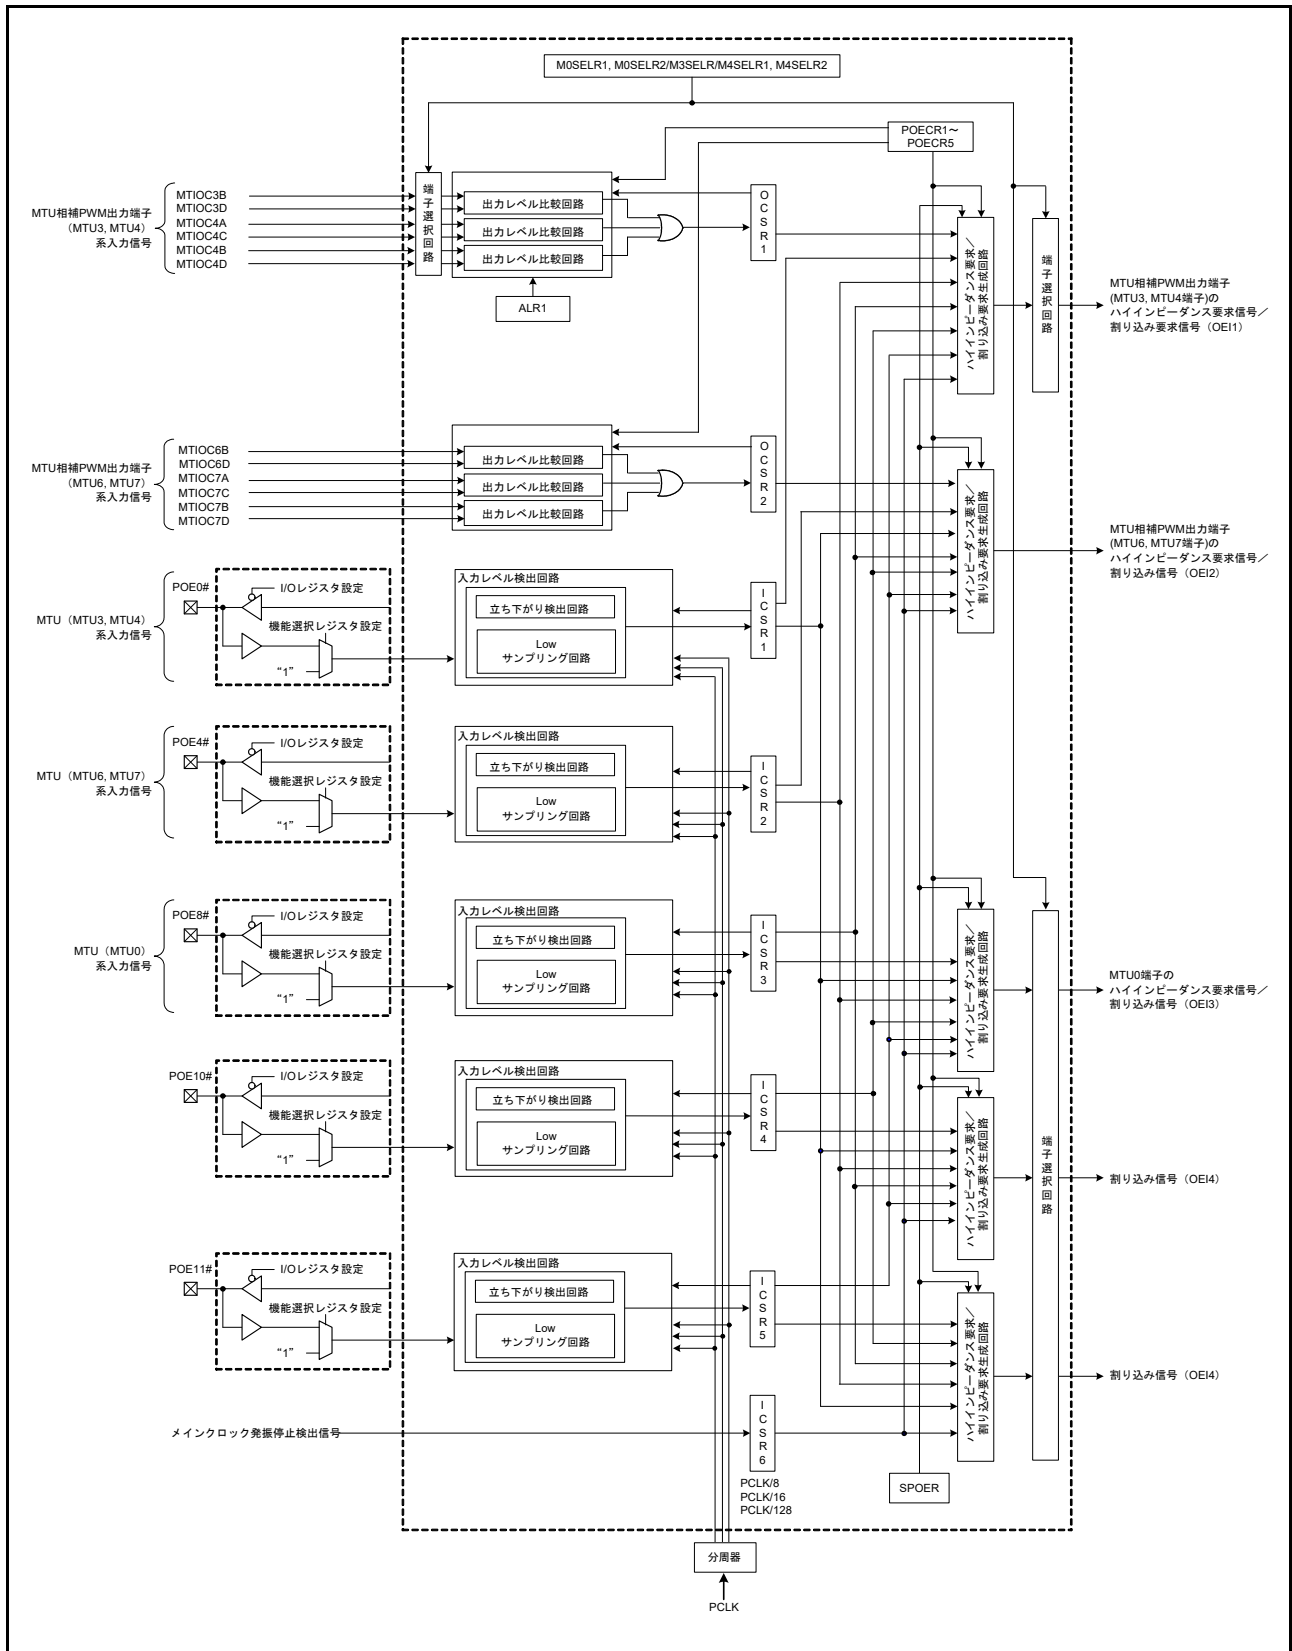 M0SELR1, M0SELR2/M3SELR/M4SELR1, M4SELR2
POECR1～
POECR5
MTU相補PWM出力端子
（MTU3, MTU4）
系入力信号
MTIOC3B
MTIOC3D
MTIOC4A
MTIOC4C
MTIOC4B
MTIOC4D
端子選択回路
出力レベル比較回路
出力レベル比較回路
出力レベル比較回路
ALR1
OCSR1
ハイインピーダンス要求／
割り込み要求生成回路
端子選択回路
MTU相補PWM出力端子
(MTU3, MTU4端子)の
ハイインピーダンス要求信号／
割り込み要求信号（OEI1）
MTU相補PWM出力端子
（MTU6, MTU7）
系入力信号
MTIOC6B
MTIOC6D
MTIOC7A
MTIOC7C
MTIOC7B
MTIOC7D
出力レベル比較回路
出力レベル比較回路
出力レベル比較回路
OCSR2
ハイインピーダンス要求／
割り込み要求生成回路
MTU相補PWM出力端子
(MTU6, MTU7端子)の
ハイインピーダンス要求信号／
割り込み信号（OEI2）
MTU（MTU3, MTU4）
系入力信号
POE0#
I/Oレジスタ設定
機能選択レジスタ設定
“1”
入力レベル検出回路
立ち下がり検出回路
Low
サンプリング回路
ICSR1
MTU（MTU6, MTU7）
系入力信号
POE4#
I/Oレジスタ設定
機能選択レジスタ設定
“1”
入力レベル検出回路
立ち下がり検出回路
Low
サンプリング回路
ICSR2
MTU（MTU0）
系入力信号
POE8#
I/Oレジスタ設定
機能選択レジスタ設定
“1”
入力レベル検出回路
立ち下がり検出回路
Low
サンプリング回路
ICSR3
ハイインピーダンス要求／
割り込み要求生成回路
MTU0端子の
ハイインピーダンス要求信号／
割り込み信号（OEI3）
POE10#
I/Oレジスタ設定
機能選択レジスタ設定
“1”
入力レベル検出回路
立ち下がり検出回路
Low
サンプリング回路
ICSR4
ハイインピーダンス要求／
割り込み要求生成回路
端子選択回路
割り込み信号（OEI4）
POE11#
I/Oレジスタ設定
機能選択レジスタ設定
“1”
入力レベル検出回路
立ち下がり検出回路
Low
サンプリング回路
ICSR5
ハイインピーダンス要求／
割り込み要求生成回路
割り込み信号（OEI4）
メインクロック発振停止検出信号
ICSR6
PCLK/8
PCLK/16
PCLK/128
SPOER
分周器
PCLK